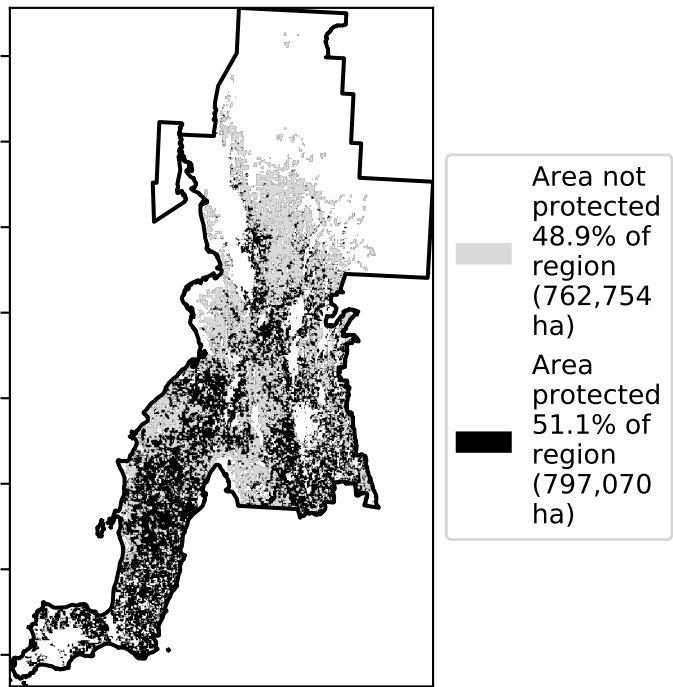 Area not
protected
48.9% of
region
(762,754
ha)
Area
protected
51.1% of
region
(797,070
ha)